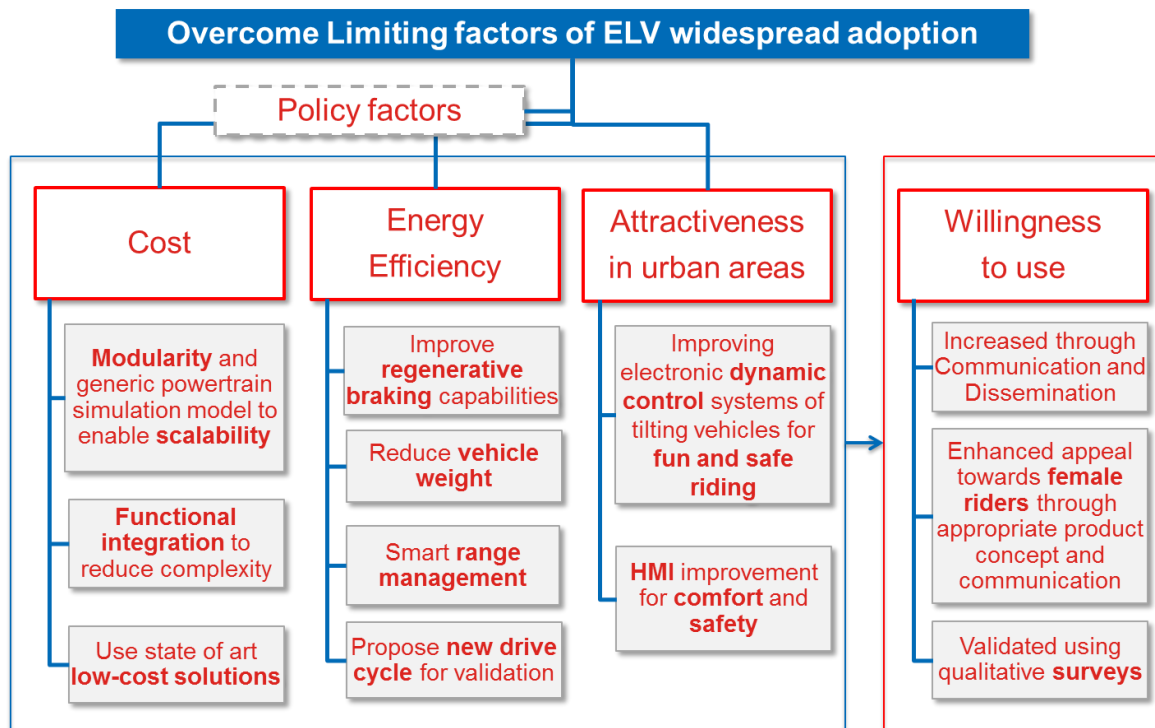 Overcome Limiting factors of ELV widespread adoption
Policy factors
Cost
Modularity and
generic powertrain
simulation model to
enable scalability
Functional
integration to
reduce complexity
Use state of art
low-cost solutions
Energy
Efficiency
Improve
regenerative
braking capabilities
Reduce vehicle
weight
Smart range
management
Propose new drive
cycle for validation
Attractiveness
in urban areas
Improving
electronic dynamic
control systems of
tilting vehicles for
fun and safe
riding
HMI improvement
for comfort and
safety
Willingness
to use
Increased through
Communication and
Dissemination
Enhanced appeal
towards female
riders through
appropriate product
concept and
communication
Validated using
qualitative surveys